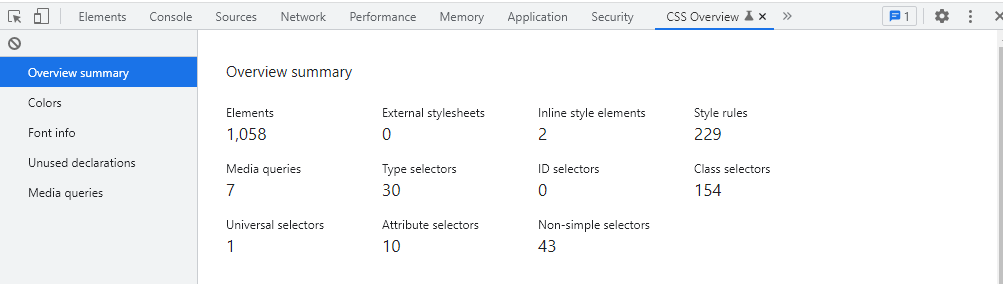 Elements Console Sources Network Performance Memory Application Security CSS Overview » 1
Overview summary
Colors
Font info
Unused declarations
Media queries
Overview summary
Elements External stylesheets Inline style elements Style rules
1,058 0 2 229
Media queries Type selectors ID selectors Class selectors
7 30 0 154
Universal selectors Attribute selectors Non-simple selectors
1 10 43